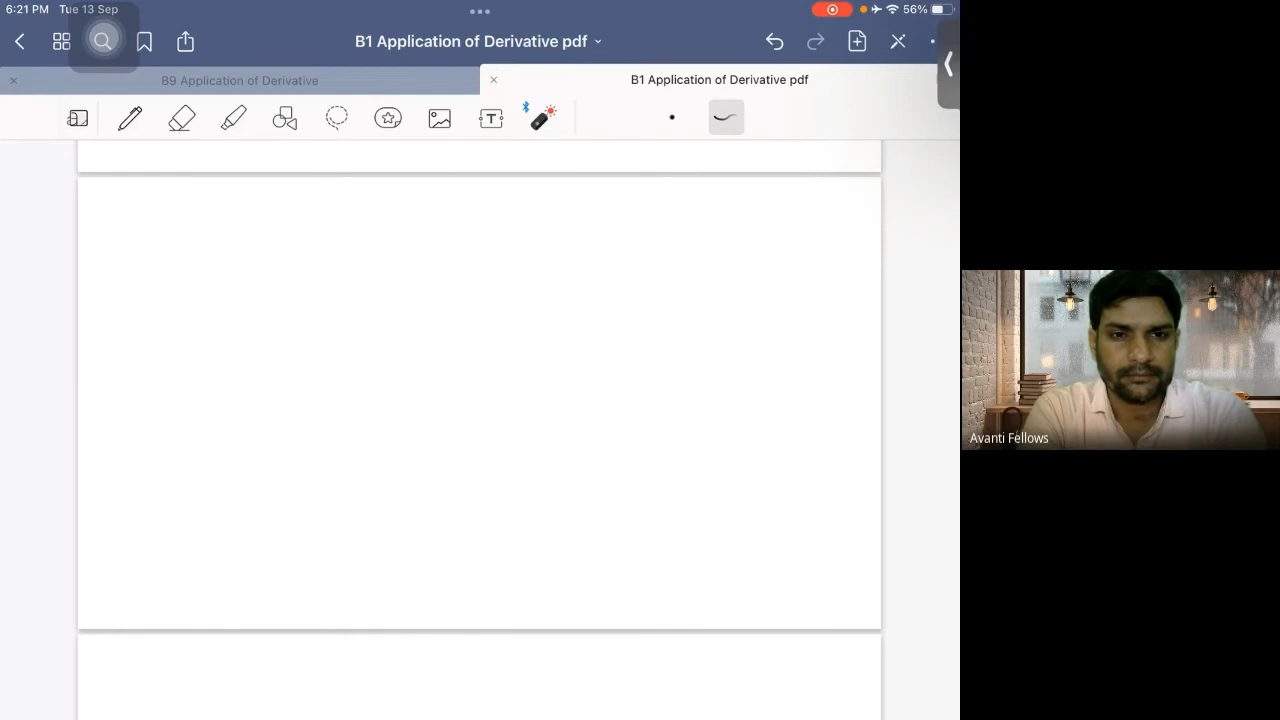 6:21 PM Tue 13 Sep
56%
B1 Application of Derivative pdf
B9 Application of Derivative
B1 Application of Derivative pdf
T
Avanti Fellows